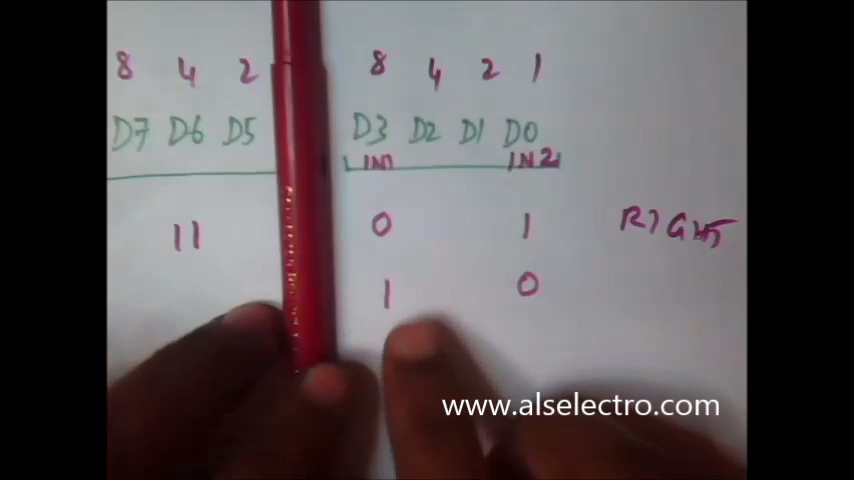 8 4 2 8 4 2 1
D7 D6 D5 D3 D2 D1 D0
IN1 IN2
11 0 1 RIGHT
1 0
www.alselectro.com